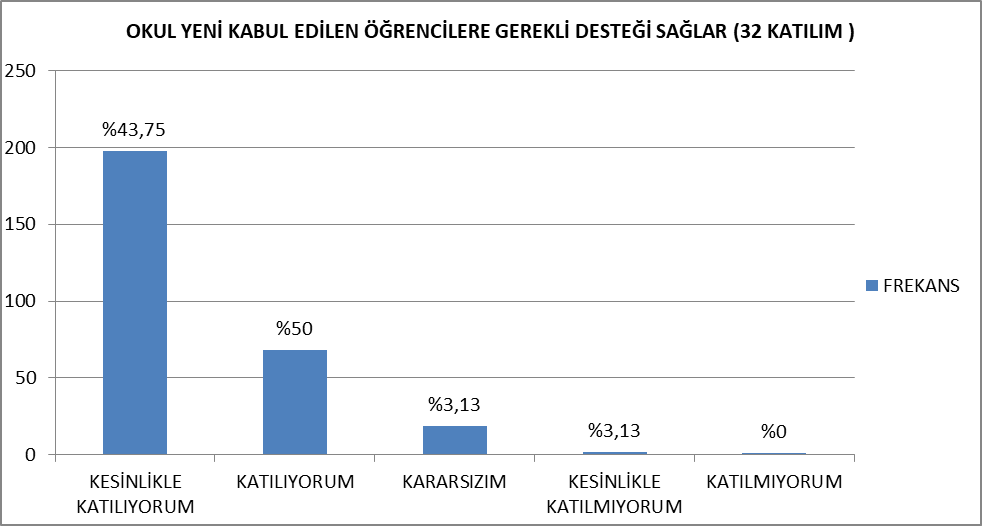 OKUL YENİ KABUL EDİLEN ÖĞRENCİLERE GEREKLİ DESTEĞİ SAĞLAR (32 KATILIM )
250
200
150
100
50
0
%43,75
%50
%3,13
%3,13
%0
KESİNLİKLE
KATILIYORUM
KATILIYORUM
KARARSIZIM
KESİNLİKLE
KATILMIYORUM
KATILMIYORUM
FREKANS